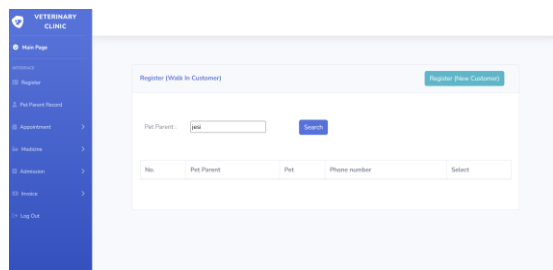 VETERINARY
CLINIC
Main Page
INTERFACE
Register
Pet Parent Record
Appointment
Medicine
Admission
Invoice
Log Out
Register (Walk In Customer)
Register (New Customer)
Pet Parent :
jesi
Search
No. Pet Parent Pet Phone number Select